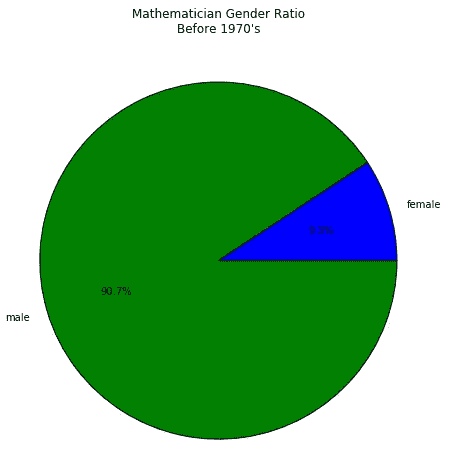 Mathematician Gender Ratio
Before 1970's
female
9.3%
90.7%
male